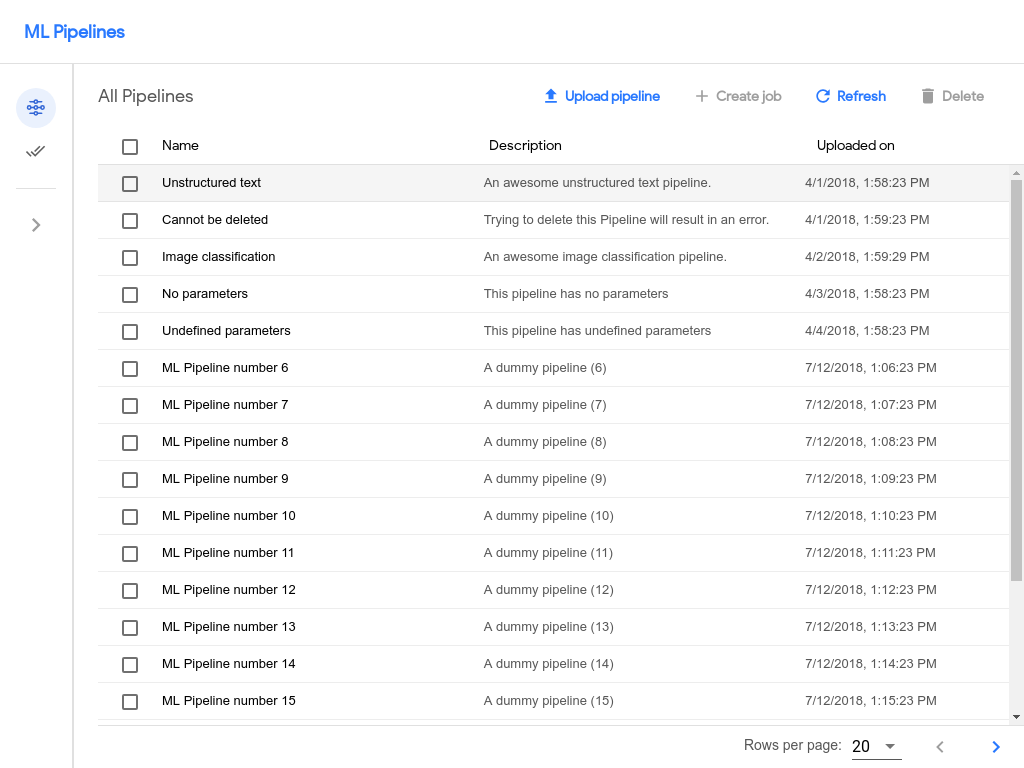 ML Pipelines
All Pipelines Upload pipeline Create job Refresh Delete
Name Description Uploaded on
Unstructured text An awesome unstructured text pipeline. 4/1/2018, 1:58:23 PM
Cannot be deleted Trying to delete this Pipeline will result in an error. 4/1/2018, 1:59:23 PM
Image classification An awesome image classification pipeline. 4/2/2018, 1:59:29 PM
No parameters This pipeline has no parameters 4/3/2018, 1:58:23 PM
Undefined parameters This pipeline has undefined parameters 4/4/2018, 1:58:23 PM
ML Pipeline number 6 A dummy pipeline (6) 7/12/2018, 1:06:23 PM
ML Pipeline number 7 A dummy pipeline (7) 7/12/2018, 1:07:23 PM
ML Pipeline number 8 A dummy pipeline (8) 7/12/2018, 1:08:23 PM
ML Pipeline number 9 A dummy pipeline (9) 7/12/2018, 1:09:23 PM
ML Pipeline number 10 A dummy pipeline (10) 7/12/2018, 1:10:23 PM
ML Pipeline number 11 A dummy pipeline (11) 7/12/2018, 1:11:23 PM
ML Pipeline number 12 A dummy pipeline (12) 7/12/2018, 1:12:23 PM
ML Pipeline number 13 A dummy pipeline (13) 7/12/2018, 1:13:23 PM
ML Pipeline number 14 A dummy pipeline (14) 7/12/2018, 1:14:23 PM
ML Pipeline number 15 A dummy pipeline (15) 7/12/2018, 1:15:23 PM
Rows per page: 20